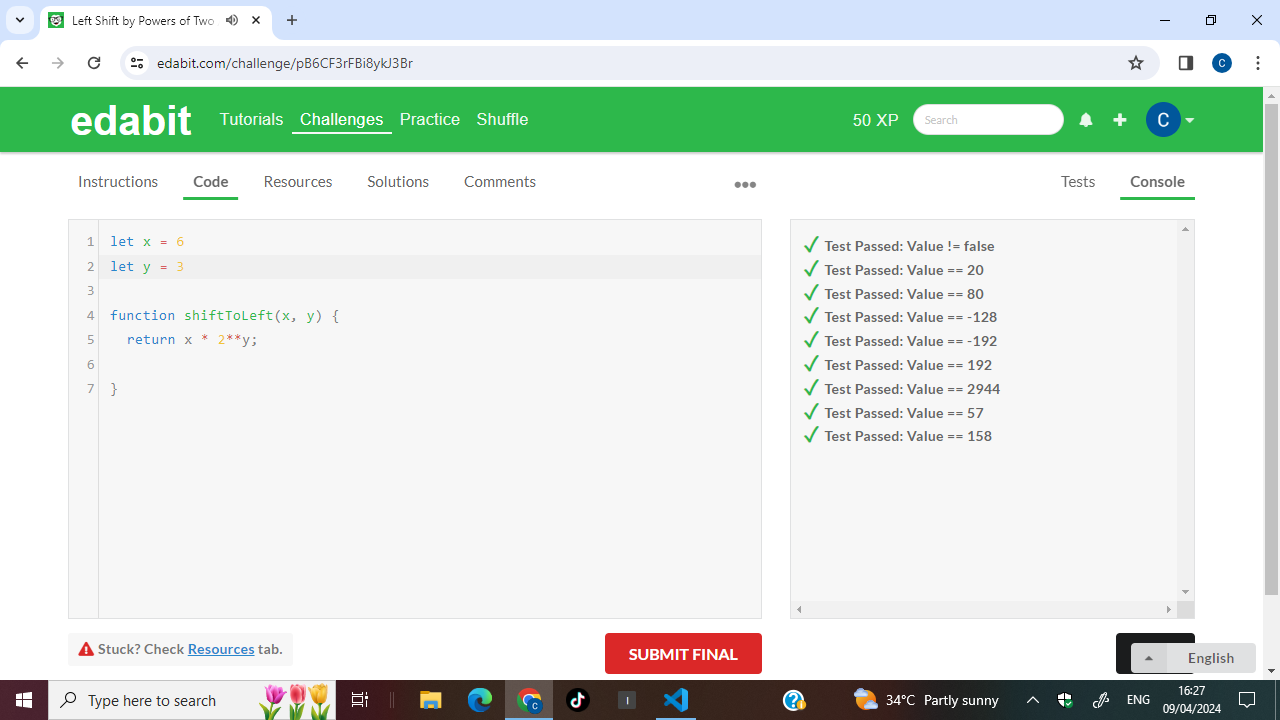 Left Shift by Powers of Two
edabit.com/challenge/pB6CF3rFBi8ykJ3Br
C
edabit
Tutorials
Challenges
Practice
Shuffle
50 XP
Search
C
Instructions
Code
Resources
Solutions
Comments
Tests
Console
1 let x = 6
2 let y = 3
3
4 function shiftToLeft(x, y) {
5 return x * 2**y;
6
7 }
Test Passed: Value != false
Test Passed: Value == 20
Test Passed: Value == 80
Test Passed: Value == -128
Test Passed: Value == -192
Test Passed: Value == 192
Test Passed: Value == 2944
Test Passed: Value == 57
Test Passed: Value == 158
Stuck? Check Resources tab.
SUBMIT FINAL
English
Type here to search
C
I
34°C Partly sunny
ENG
16:27
09/04/2024